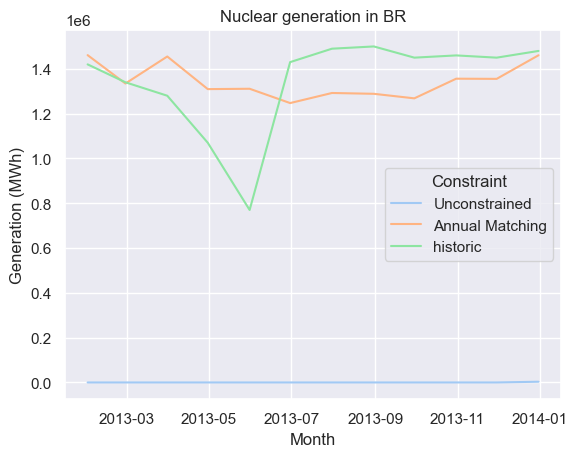 Nuclear generation in BR
1e6
1.4
1.2
1.0
0.8
0.6
0.4
0.2
0.0
Generation (MWh)
Constraint
Unconstrained
Annual Matching
historic
2013-03 2013-05 2013-07 2013-09 2013-11 2014-01
Month